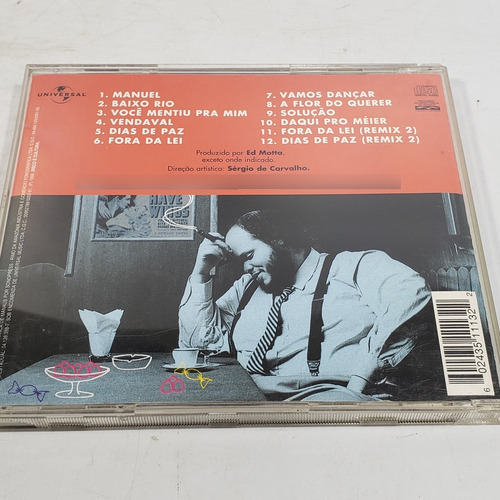 UNIVERSAL
1. MANUEL
2. BAIXO RIO
3. VOCÊ MENTIU PRA MIM
4. VENDAVAL
5. DIAS DE PAZ
6. FORA DA LEI
7. VAMOS DANÇAR
8. A FLOR DO QUERER
9. SOLUÇÃO
10. DAQUI PRO MÉIER
11. FORA DA LEI (REMIX 2)
12. DIAS DE PAZ (REMIX 2)
Produzido por Ed Motta.
exceto onde indicado.
Direção artística: Sérgio de Carvalho.
HAVE
WINGS
6 02435 11132 2